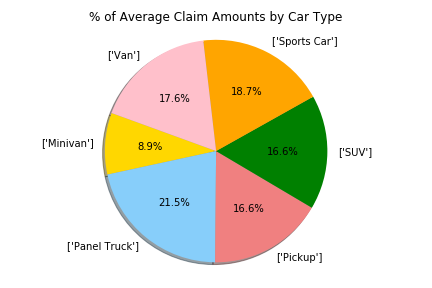 % of Average Claim Amounts by Car Type
['Sports Car']
['Van']
18.7%
17.6%
['Minivan']
8.9%
16.6%
['SUV']
21.5%
16.6%
['Panel Truck']
['Pickup']